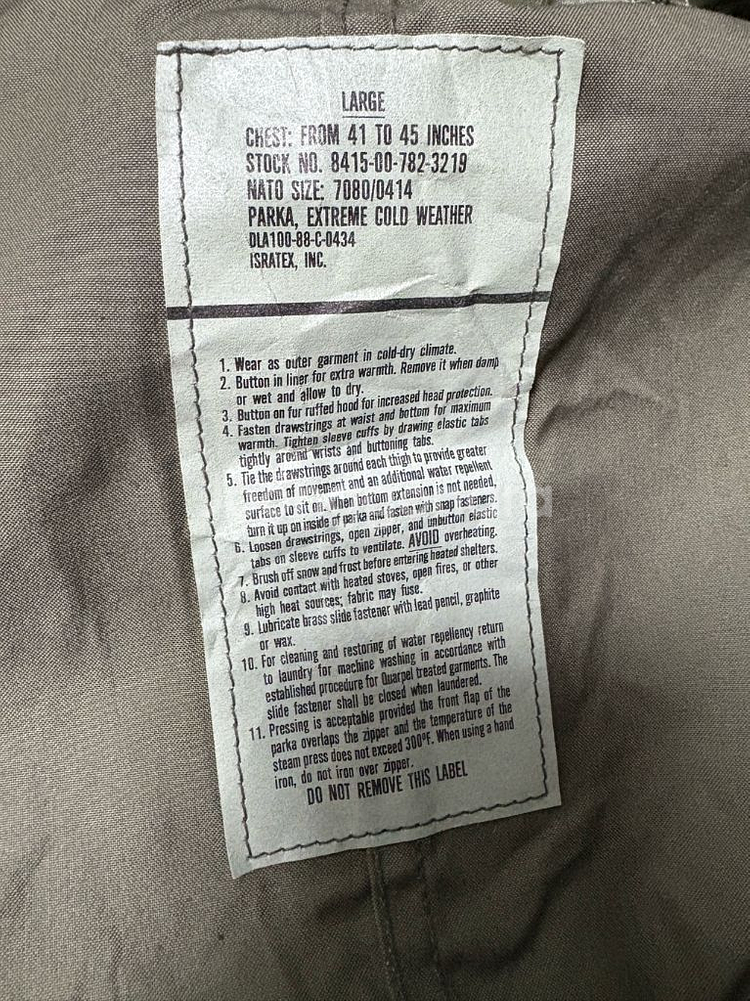 LARGE
CHEST: FROM 41 TO 45 INCHES
STOCK NO. 8415-00-782-3219
NATO SIZE: 7080/0414
PARKA, EXTREME COLD WEATHER
DLA100-88-C-0434
ISRATEX, INC.
1. Wear as outer garment in cold-dry climate.
2. Button in liner for extra warmth. Remove it when damp
or wet and allow to dry.
3. Button on fur ruffed hood for increased head protection.
4. Fasten drawstrings at waist and bottom for maximum
warmth. Tighten sleeve cuffs by drawing elastic tabs
tightly around wrists and buttoning tabs.
5. Tie the drawstrings around each thigh to provide greater
freedom of movement and an additional water repellent
surface to sit on. When bottom extension is not needed,
turn it up on inside of parka and fasten with snap fasteners.
6. Loosen drawstrings, open zipper, and unbutton elastic
tabs on sleeve cuffs to ventilate. AVOID overheating.
7. Brush off snow and frost before entering heated shelters.
8. Avoid contact with heated stoves, open fires, or other
high heat sources; fabric may fuse.
9. Lubricate brass slide fastener with lead pencil, graphite
or wax.
10. For cleaning and restoring of water repellency return
to laundry for machine washing in accordance with
established procedure for Quarpel treated garments. The
slide fastener shall be closed when laundered.
11. Pressing is acceptable provided the front flap of the
parka overlaps the zipper and the temperature of the
steam press does not exceed 300°F. When using a hand
iron, do not iron over zipper.
DO NOT REMOVE THIS LABEL